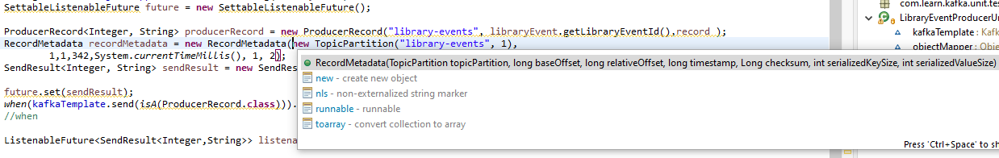 SettableListenableFuture future = new SettableListenableFuture();
ProducerRecord<Integer, String> producerRecord = new ProducerRecord("library-events", libraryEvent.getLibraryEventId(),record );
RecordMetadata recordMetadata = new RecordMetadata(new TopicPartition("library-events", 1),
1,1,342,System.currentTimeMillis(), 1, 2);
SendResult<Integer, String> sendResult = new SendRes
future.set(sendResult);
when(kafkaTemplate.send(isA(ProducerRecord.class))).
//when
ListenableFuture<SendResult<Integer,String>> listena
RecordMetadata(TopicPartition topicPartition, long baseOffset, long relativeOffset, long timestamp, Long checksum, int serializedKeySize, int serializedValueSize)
new - create new object
nls - non-externalized string marker
runnable - runnable
toarray - convert collection to array
Press 'Ctrl+Space' to sh
com.learn.kafka.unit.tes
LibraryEventProducerUr
kafkaTemplate : Kafk
objectMapper : Obje